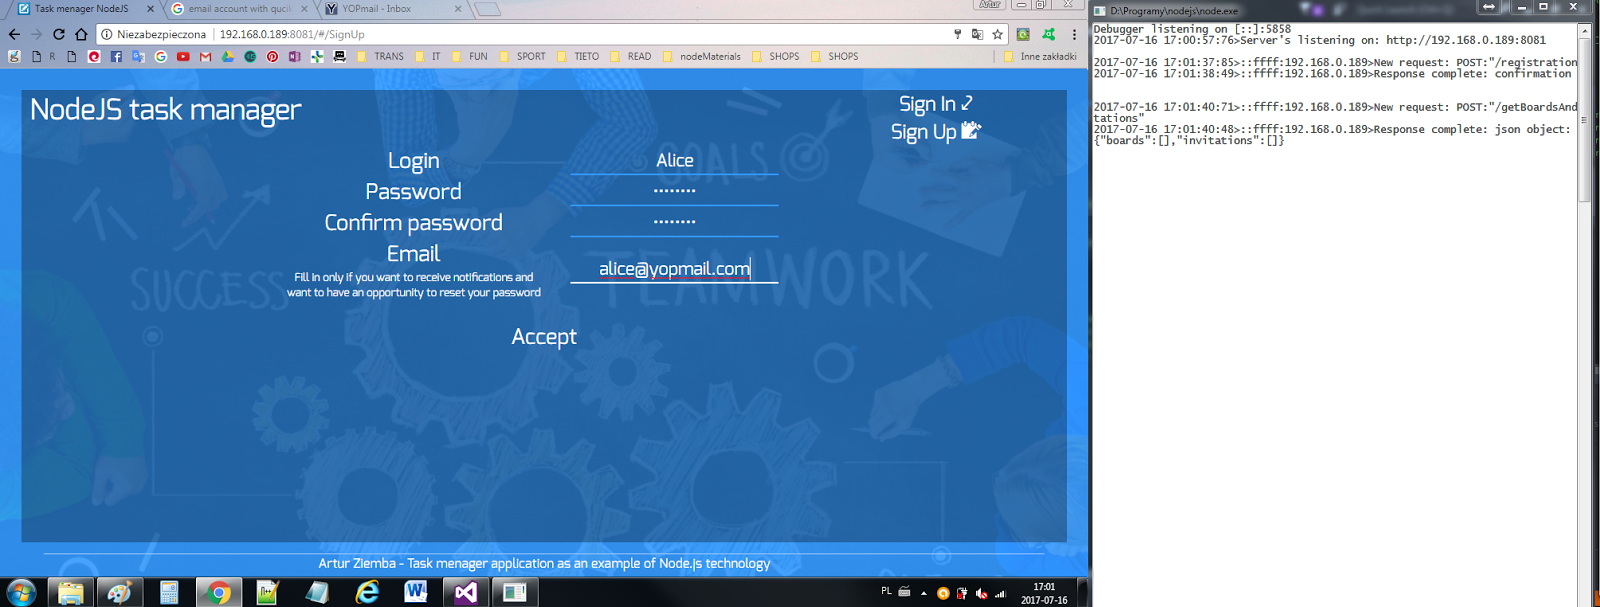 Task menager NodeJS
email account with quci
YOPmail - Inbox
Artur
Niezabezpieczona
192.168.0.189:8081/#/SignUp
R
TRANS
IT
FUN
SPORT
TIETO
READ
nodeMaterials
SHOPS
SHOPS
Inne zakładki
NodeJS task manager
Sign In
Sign Up
Login
Alice
Password
Confirm password
Email
Fill in only if you want to receive notifications and
want to have an opportunity to reset your password
alice@yopmail.com
GOALS
SUCCESS
TEAMWORK
Accept
Artur Ziemba - Task menager application as an example of Node.js technology
PL
17:01
2017-07-16
D:\Programy\nodejs\node.exe
Debugger listening on [::]:5858
2017-07-16 17:00:57:76>Server's listening on: http://192.168.0.189:8081
2017-07-16 17:01:37:85>::ffff:192.168.0.189>New request: POST:"/registration
2017-07-16 17:01:38:49>::ffff:192.168.0.189>Response complete: confirmation
2017-07-16 17:01:40:71>::ffff:192.168.0.189>New request: POST:"/getBoardsAnd
tations"
2017-07-16 17:01:40:48>::ffff:192.168.0.189>Response complete: json object:
{"boards":[],"invitations":[]}